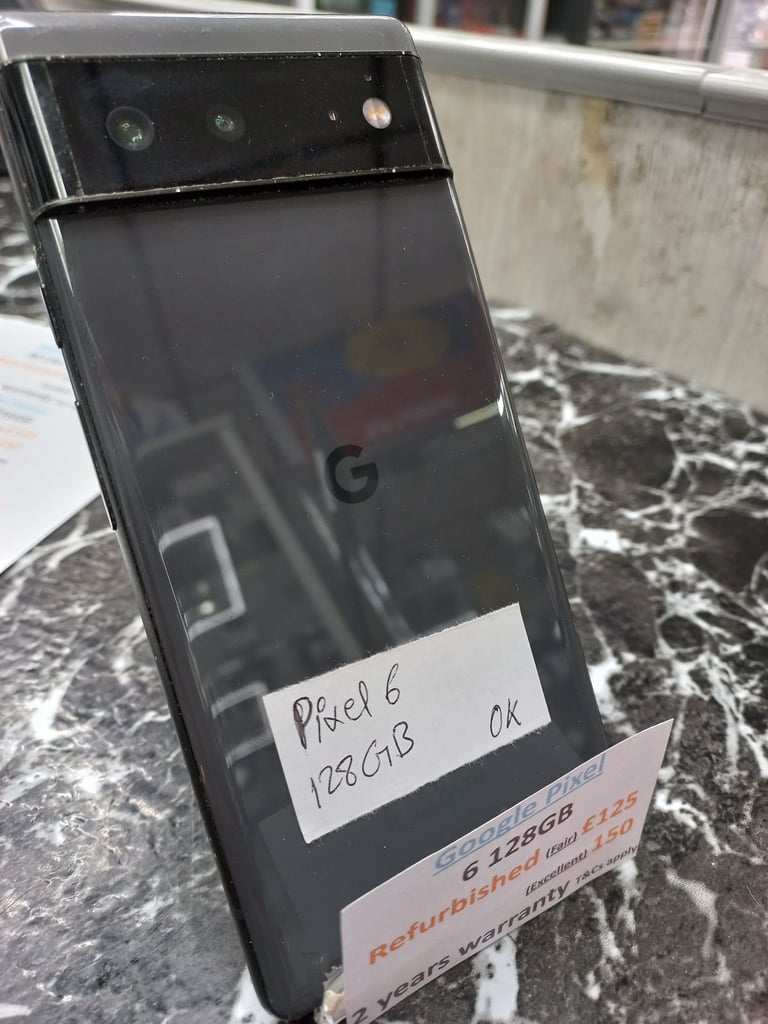 G
Pixel 6
128GB OK
Google Pixel
6 128GB
Refurbished (Fair) £125
(Excellent) 150
2 years warranty T&Cs apply